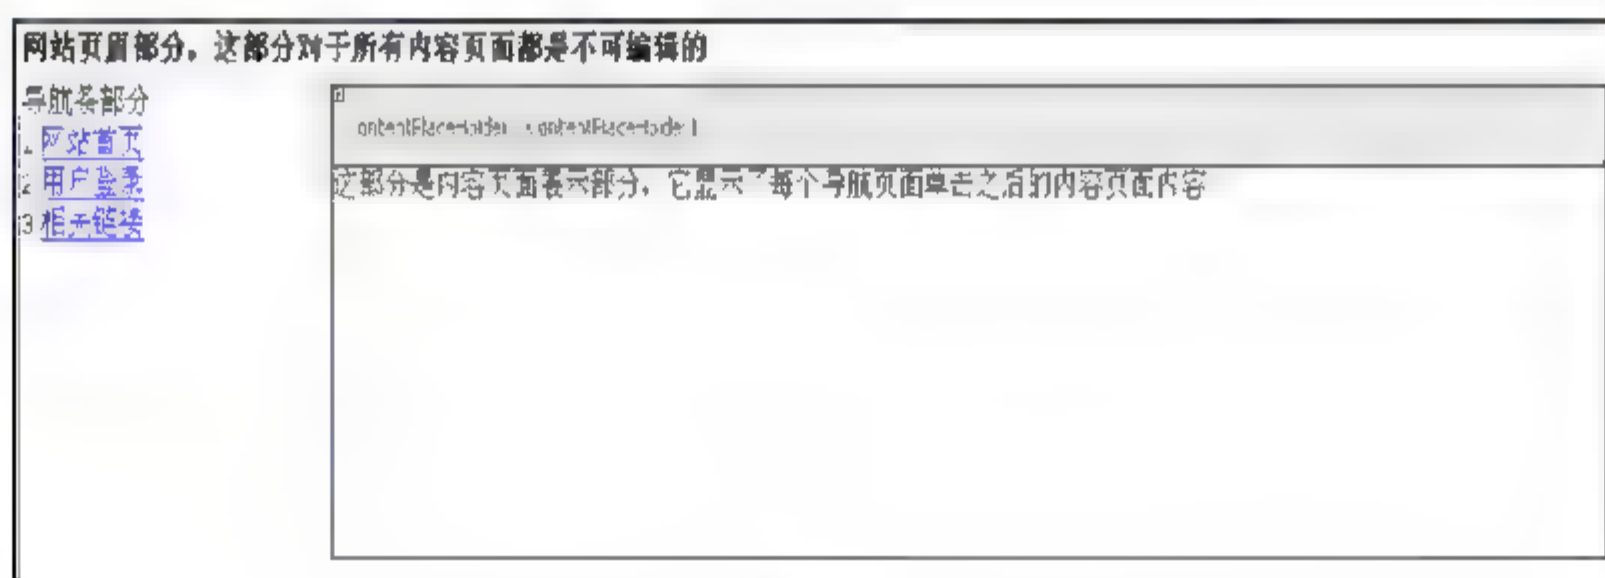 网站页眉部分，这部分对于所有内容页面都是不可编辑的
导航条部分
1 网站首页
2 用户登录
3 相关链接
ContentPlaceHolder - ContentPlaceHolder1
这部分是内容页面表示部分，它显示了每个导航页面单击之后的内容页面内容